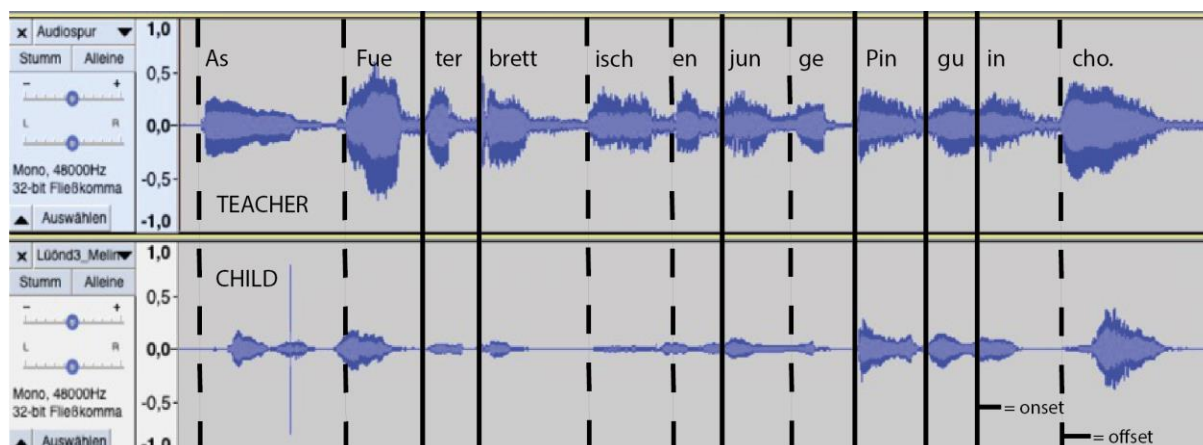 x Audiospur ▼
Stumm Alleine
- +
L R
Mono, 48000Hz
32-bit Fließkomma
▲ Auswählen
1,0
0,5-
0,0-
-0,5-
-1,0
As Fue ter brett isch en jun ge Pin gu in cho.
TEACHER
x Lüönd3_Melin▼
Stumm Alleine
- +
L R
Mono, 48000Hz
32-bit Fließkomma
▲ Auswählen
1,0
0,5-
0,0-
-0,5-
-1,0
CHILD
= onset
= offset